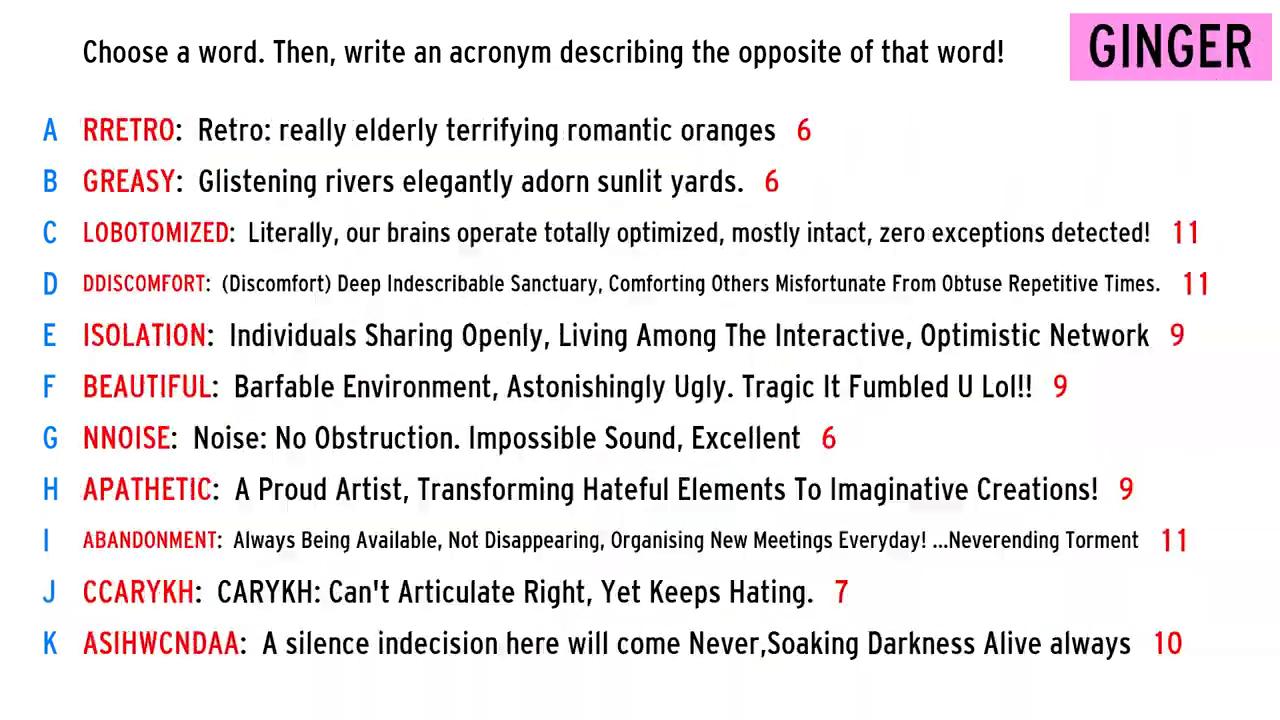 Choose a word. Then, write an acronym describing the opposite of that word!
GINGER
A RRETRO: Retro: really elderly terrifying romantic oranges 6
B GREASY: Glistening rivers elegantly adorn sunlit yards. 6
C LOBOTOMIZED: Literally, our brains operate totally optimized, mostly intact, zero exceptions detected! 11
D DDISCOMFORT: (Discomfort) Deep Indescribable Sanctuary, Comforting Others Misfortunate From Obtuse Repetitive Times. 11
E ISOLATION: Individuals Sharing Openly, Living Among The Interactive, Optimistic Network 9
F BEAUTIFUL: Barfable Environment, Astonishingly Ugly. Tragic It Fumbled U Lol!! 9
G NNOISE: Noise: No Obstruction. Impossible Sound, Excellent 6
H APATHETIC: A Proud Artist, Transforming Hateful Elements To Imaginative Creations! 9
I ABANDONMENT: Always Being Available, Not Disappearing, Organising New Meetings Everyday! ...Neverending Torment 11
J CCARYKH: CARYKH: Can't Articulate Right, Yet Keeps Hating. 7
K ASIHWCNDAA: A silence indecision here will come Never,Soaking Darkness Alive always 10